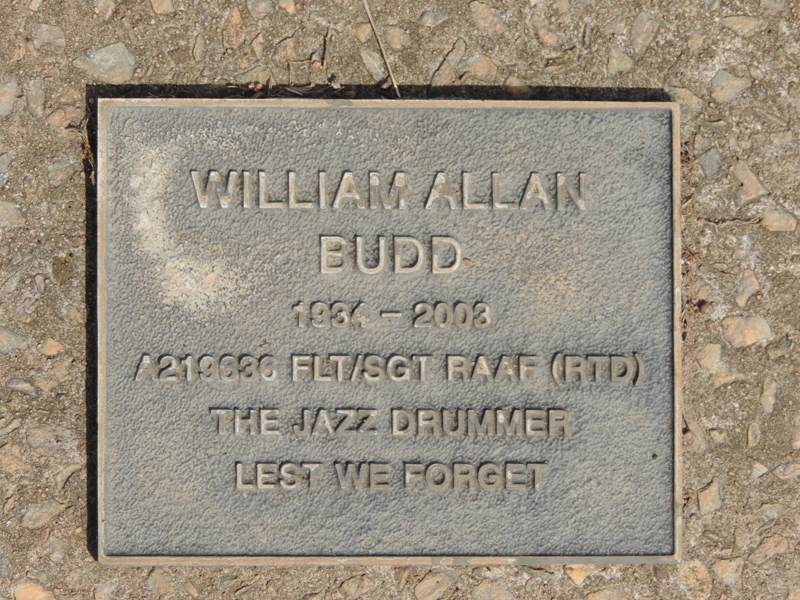 WILLIAM ALLAN
BUDD
1934 – 2003
A219636 FLT/SGT RAAF (RTD)
THE JAZZ DRUMMER
LEST WE FORGET